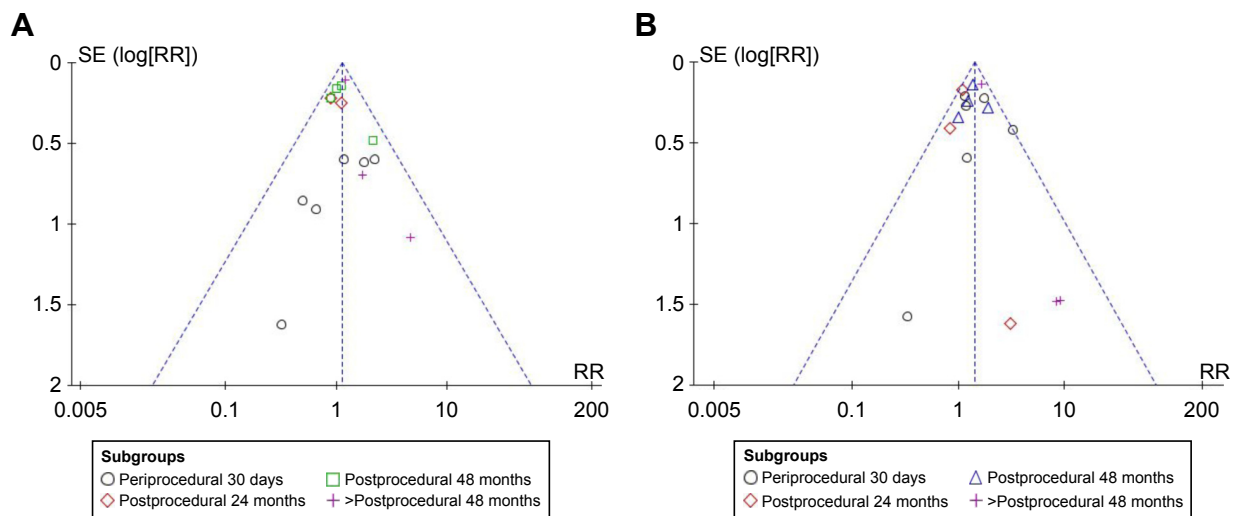 A
SE (log[RR])
0
0.5
1
1.5
2
RR
0.005
0.1
1
10
200
Subgroups
Periprocedural 30 days
Postprocedural 48 months
Postprocedural 24 months
>Postprocedural 48 months
B
SE (log[RR])
0
0.5
1
1.5
2
RR
0.005
0.1
1
10
200
Subgroups
Periprocedural 30 days
Postprocedural 48 months
Postprocedural 24 months
>Postprocedural 48 months